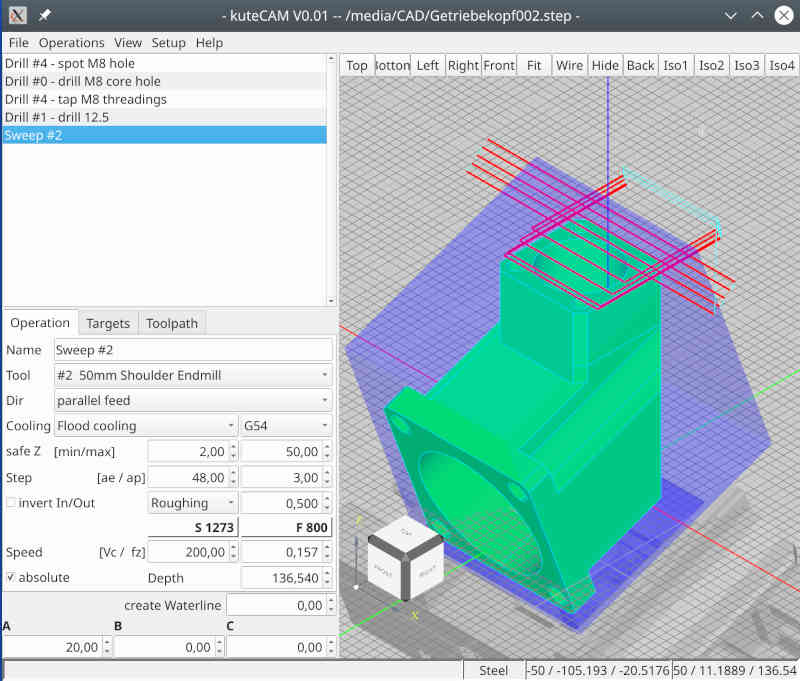 - kuteCAM V0.01 -- /media/CAD/Getriebekopf002.step -
File Operations View Setup Help
Drill #4 - spot M8 hole
Drill #0 - drill M8 core hole
Drill #4 - tap M8 threadings
Drill #1 - drill 12.5
Sweep #2
Top Botton Left Right Front Fit Wire Hide Back Iso1 Iso2 Iso3 Iso4
Operation Targets Toolpath
Name Sweep #2
Tool #2 50mm Shoulder Endmill
Dir parallel feed
Cooling Flood cooling G54
safe Z [min/max] 2,00 50,00
Step [ae / ap] 48,00 3,00
invert In/Out Roughing 0,500
S 1273 F 800
Speed [Vc / fz] 200,00 0,157
absolute Depth 136,540
create Waterline 0,00
A B C
20,00 0,00 0,00
Z
TOP
FRONT RIGHT
X
Steel -50 / -105.193 / -20.5176 50 / 11.1889 / 136.54